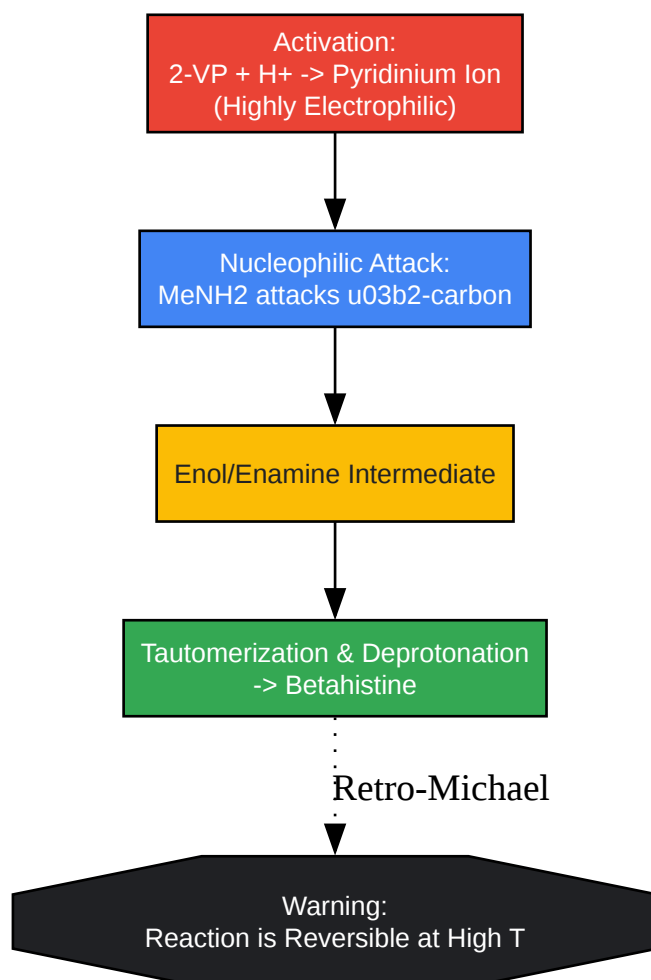 Activation:
2-VP + H+ -> Pyridinium Ion
(Highly Electrophilic)
Nucleophilic Attack:
MeNH2 attacks u03b2-carbon
Enol/Enamine Intermediate
Tautomerization & Deprotonation
-> Betahistine
Retro-Michael
Warning:
Reaction is Reversible at High T